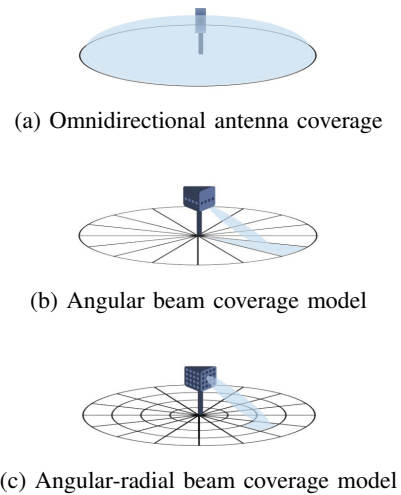 (a) Omnidirectional antenna coverage
(b) Angular beam coverage model
(c) Angular-radial beam coverage model